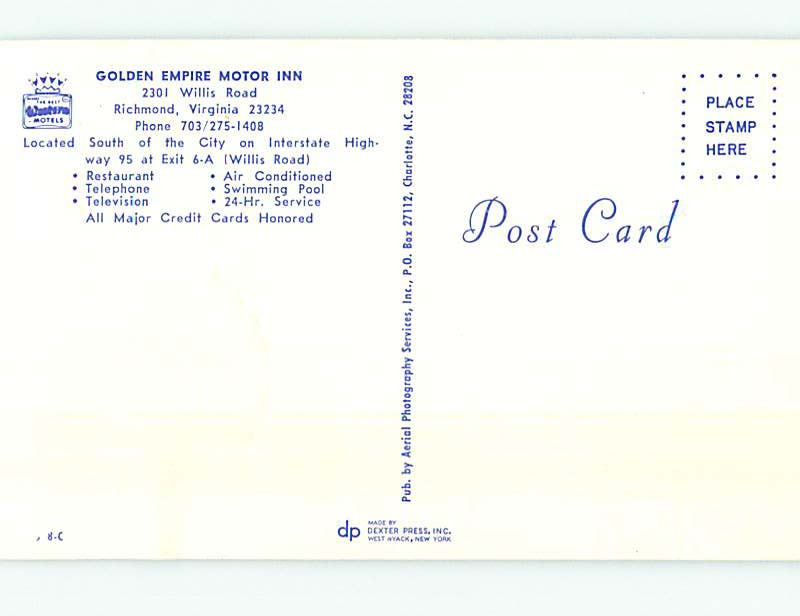 THE BEST
Western
MOTELS
GOLDEN EMPIRE MOTOR INN
2301 Willis Road
Richmond, Virginia 23234
Phone 703/275-1408
Located South of the City on Interstate High-
way 95 at Exit 6-A (Willis Road)
• Restaurant • Air Conditioned
• Telephone • Swimming Pool
• Television • 24-Hr. Service
All Major Credit Cards Honored
8-C
Pub. by Aerial Photography Services, Inc., P.O. Box 27112, Charlotte, N.C. 28208
dp MADE BY
DEXTER PRESS, INC.
WEST NYACK, NEW YORK
PLACE
STAMP
HERE
Post Card